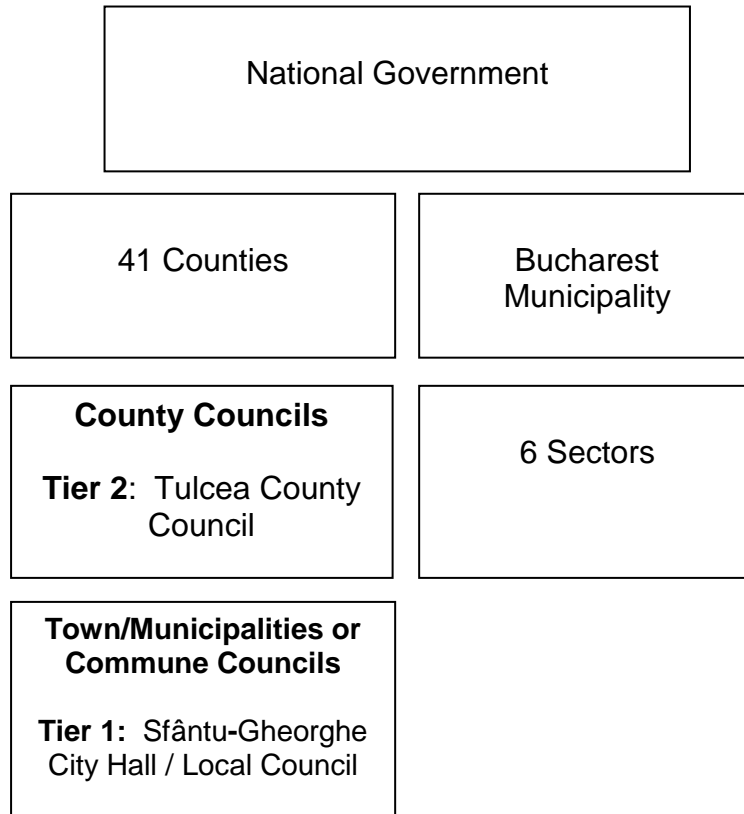 National Government
41 Counties
Bucharest
Municipality
County Councils
Tier 2:  Tulcea County
Council
6 Sectors
Town/Municipalities or
Commune Councils
Tier 1:  Sfântu-Gheorghe
City Hall / Local Council